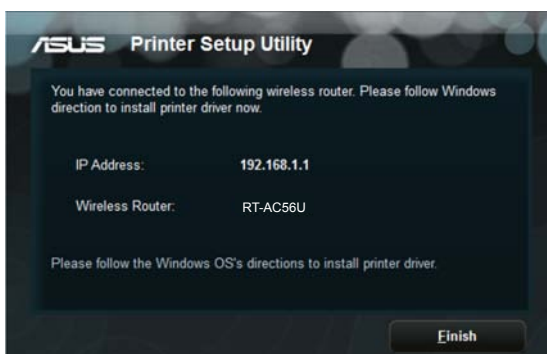 ASUS Printer Setup Utility
You have connected to the following wireless router. Please follow Windows
direction to install printer driver now.
IP Address: 192.168.1.1
Wireless Router: RT-AC56U
Please follow the Windows OS's directions to install printer driver.
Finish